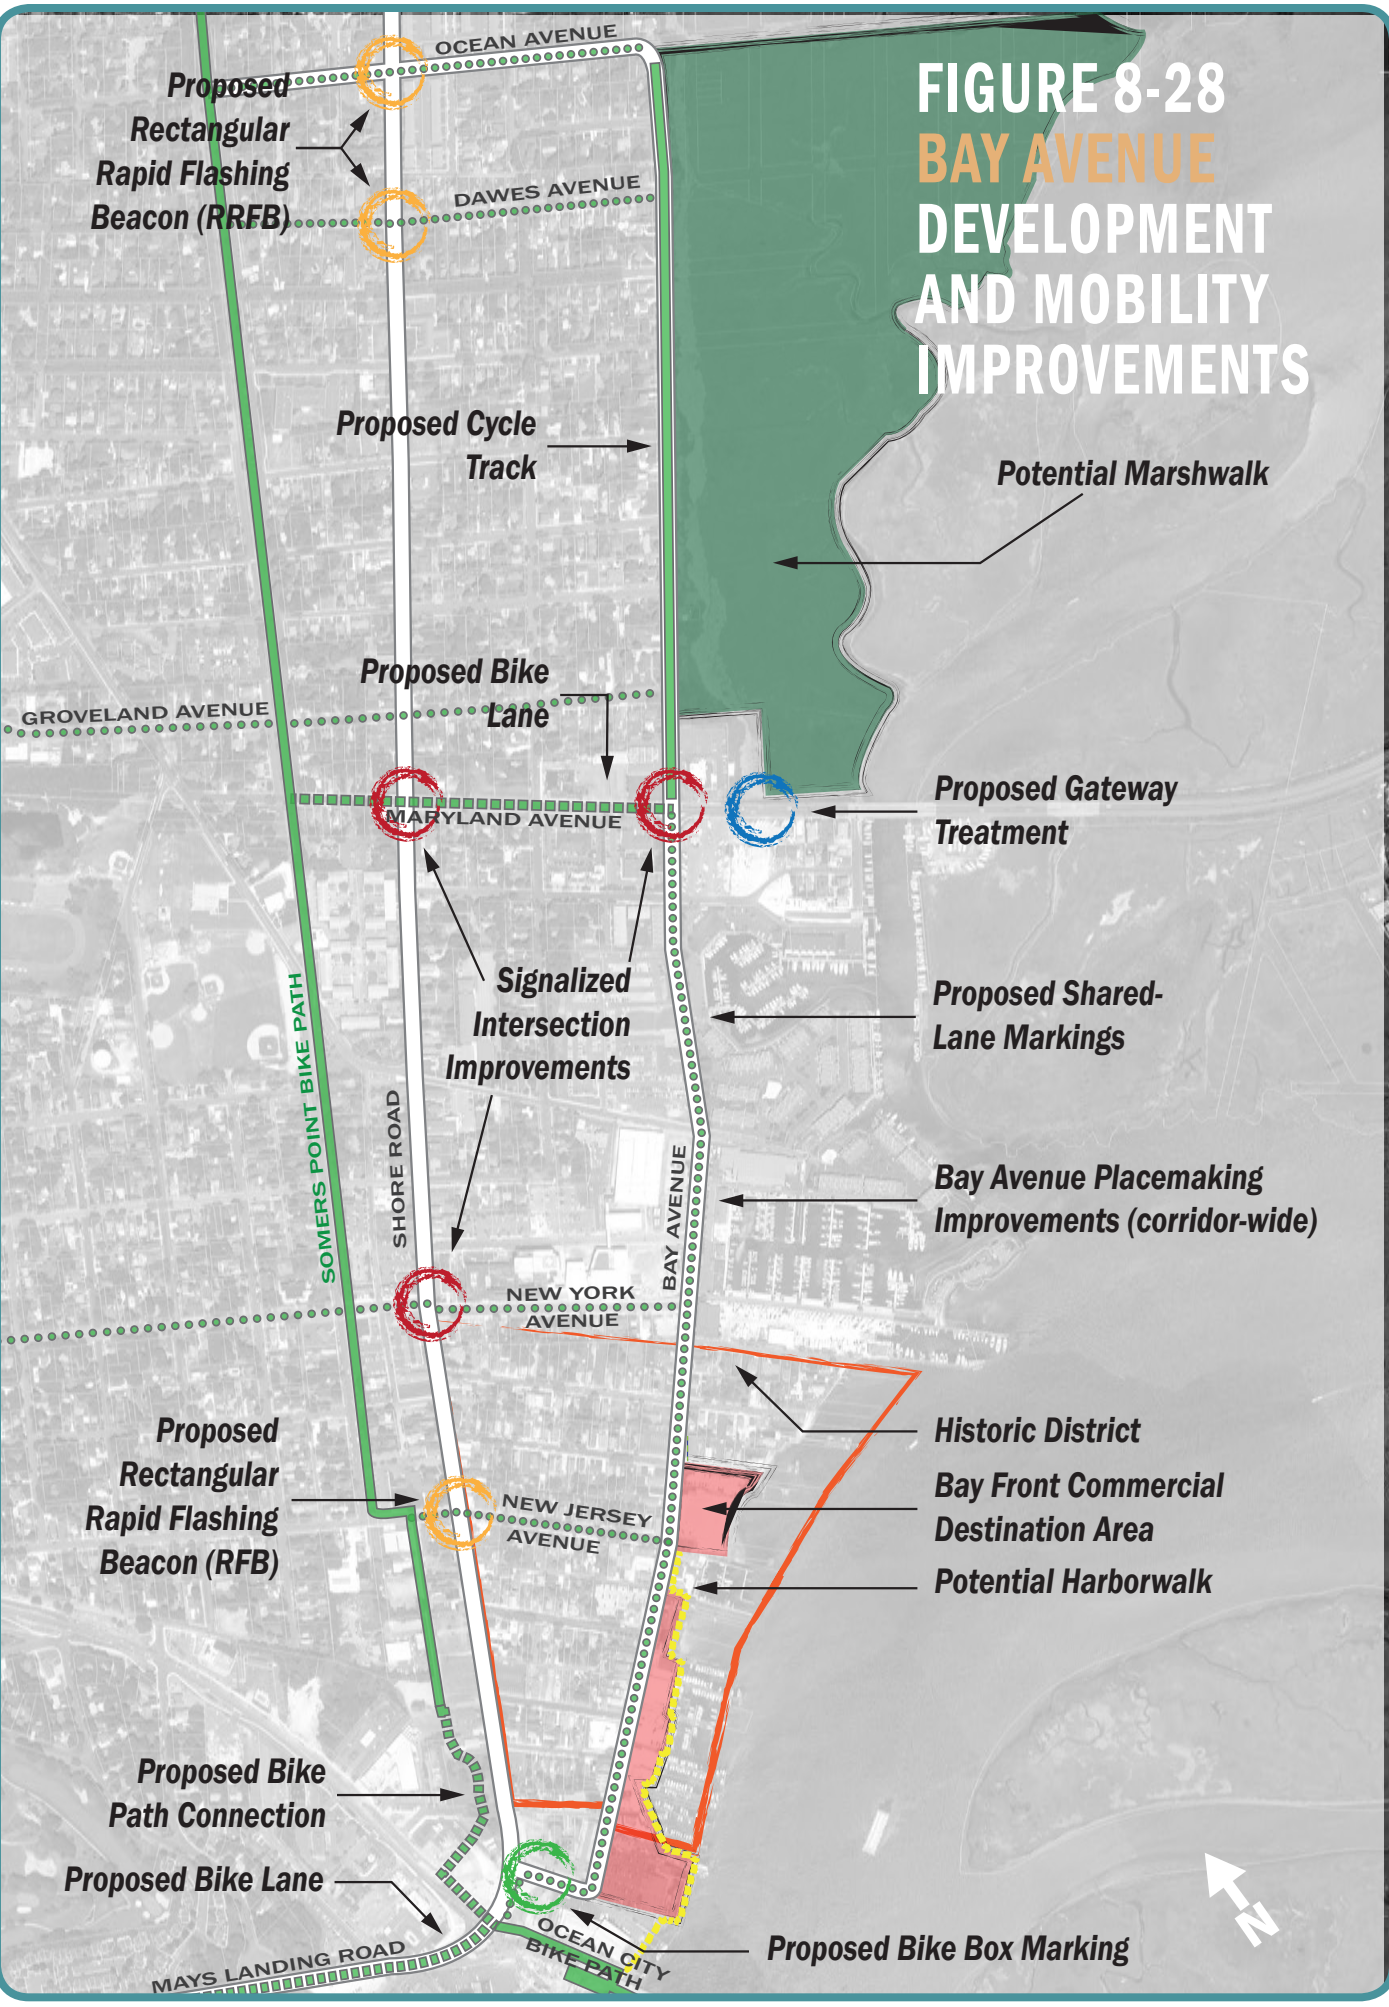 OCEAN AVENUE
FIGURE 8-28
BAY AVENUE
DEVELOPMENT
AND MOBILITY
IMPROVEMENTS
Proposed
Rectangular
Rapid Flashing
Beacon (RRFB)
DAWES AVENUE
Proposed Cycle
Track
Potential Marshwalk
Proposed Bike
Lane
GROVELAND AVENUE
MARYLAND AVENUE
Proposed Gateway
Treatment
Signalized
Intersection
Improvements
Proposed Shared-
Lane Markings
SOMERS POINT BIKE PATH
SHORE ROAD
BAY AVENUE
Bay Avenue Placemaking
Improvements (corridor-wide)
NEW YORK
AVENUE
Historic District
Proposed
Rectangular
Rapid Flashing
Beacon (RFB)
NEW JERSEY
AVENUE
Bay Front Commercial
Destination Area
Potential Harborwalk
Proposed Bike
Path Connection
Proposed Bike Lane
MAYS LANDING ROAD
OCEAN CITY
BIKE PATH
Proposed Bike Box Marking
N